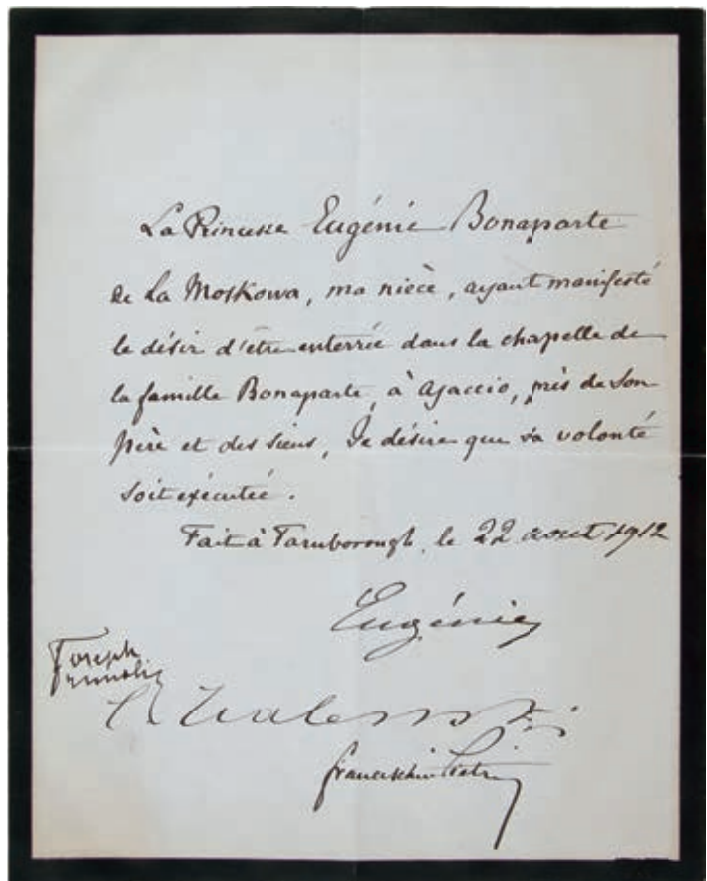 La Princesse Eugénie Bonaparte
de La Moskowa, ma nièce, ayant manifesté
le désir d'être enterrée dans la chapelle de
la famille Bonaparte, à Ajaccio, près de son
père et des siens, Je désire que sa volonté
soit exécutée.
Fait à Farnborough, le 22 août 1912
Eugénie
Joseph
Franceschini Pietri